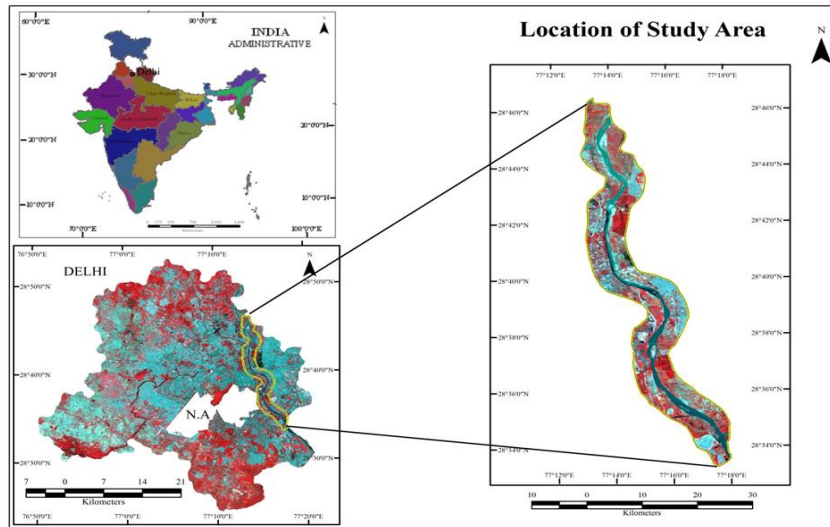 60°0'0"E
90°0'0"E
INDIA
ADMINISTRATIVE
N
Delhi
30°0'0"N
30°0'0"N
20°0'0"N
20°0'0"N
10°0'0"N
10°0'0"N
70°0'0"E
100°0'0"E
Kilometers
Location of Study Area
N
77°12'0"E
77°14'0"E
77°16'0"E
77°18'0"E
28°46'0"N
28°46'0"N
28°44'0"N
28°44'0"N
28°42'0"N
28°42'0"N
28°40'0"N
28°40'0"N
28°38'0"N
28°38'0"N
28°36'0"N
28°36'0"N
28°34'0"N
28°34'0"N
77°12'0"E
77°14'0"E
77°16'0"E
77°18'0"E
10
0
10
20
30
Kilometers
76°50'0"E
77°0'0"E
77°10'0"E
N
DELHI
28°50'0"N
28°50'0"N
28°40'0"N
28°40'0"N
N.A
28°30'0"N
28°30'0"N
7
0
7
14
21
Kilometers
77°10'0"E
77°20'0"E